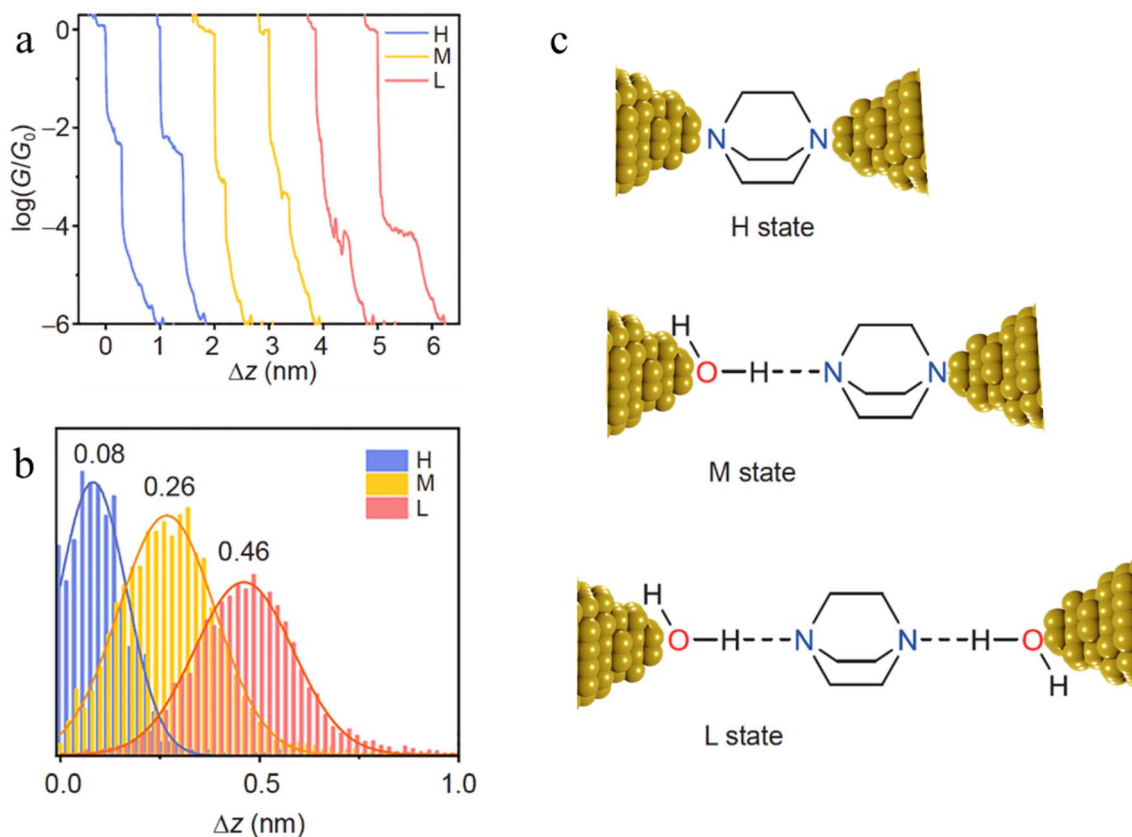 a
H
M
L
log(G/G₀)
0
–2
–4
–6
0 1 2 3 4 5 6
Δz (nm)
b
0.08
0.26
0.46
H
M
L
0.0 0.5 1.0
Δz (nm)
c
N N
H state
H
O H N N
M state
H
O H N N H O
H
L state